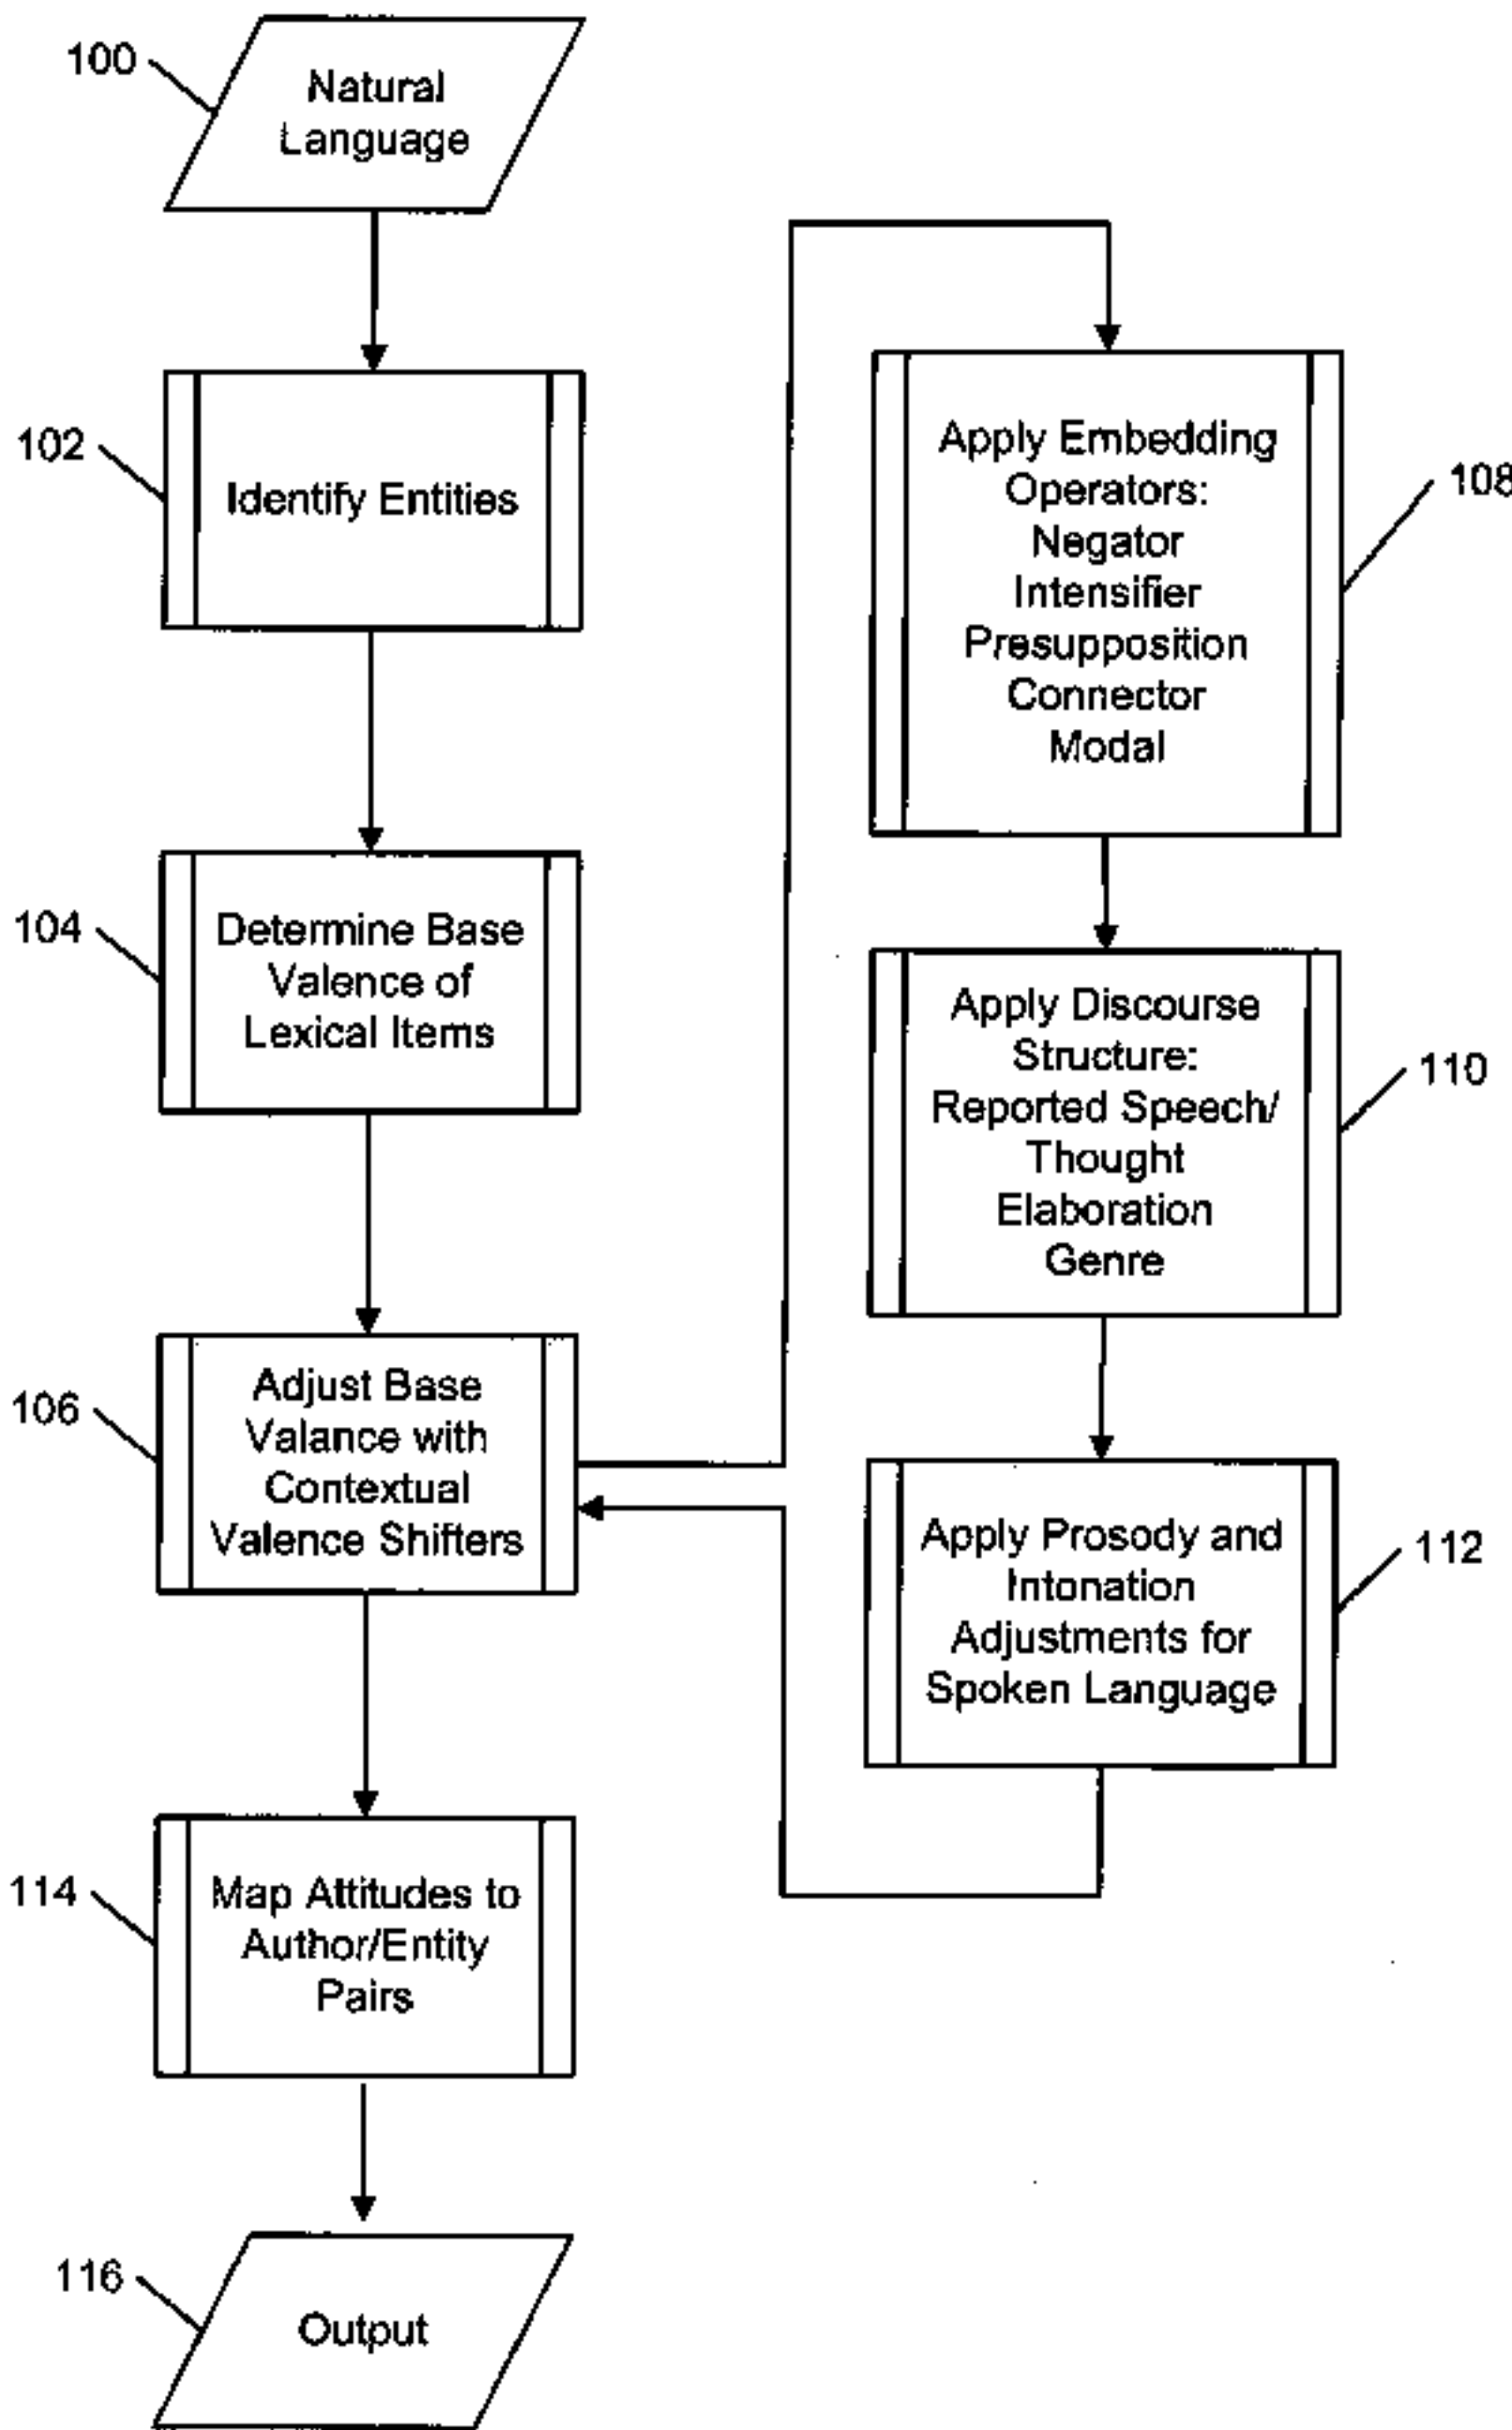 100
Natural
Language
102
Identify Entities
104
Determine Base
Valence of
Lexical Items
106
Adjust Base
Valance with
Contextual
Valence Shifters
108
Apply Embedding
Operators:
Negator
Intensifier
Presupposition
Connector
Modal
110
Apply Discourse
Structure:
Reported Speech/
Thought
Elaboration
Genre
112
Apply Prosody and
Intonation
Adjustments for
Spoken Language
114
Map Attitudes to
Author/Entity
Pairs
116
Output